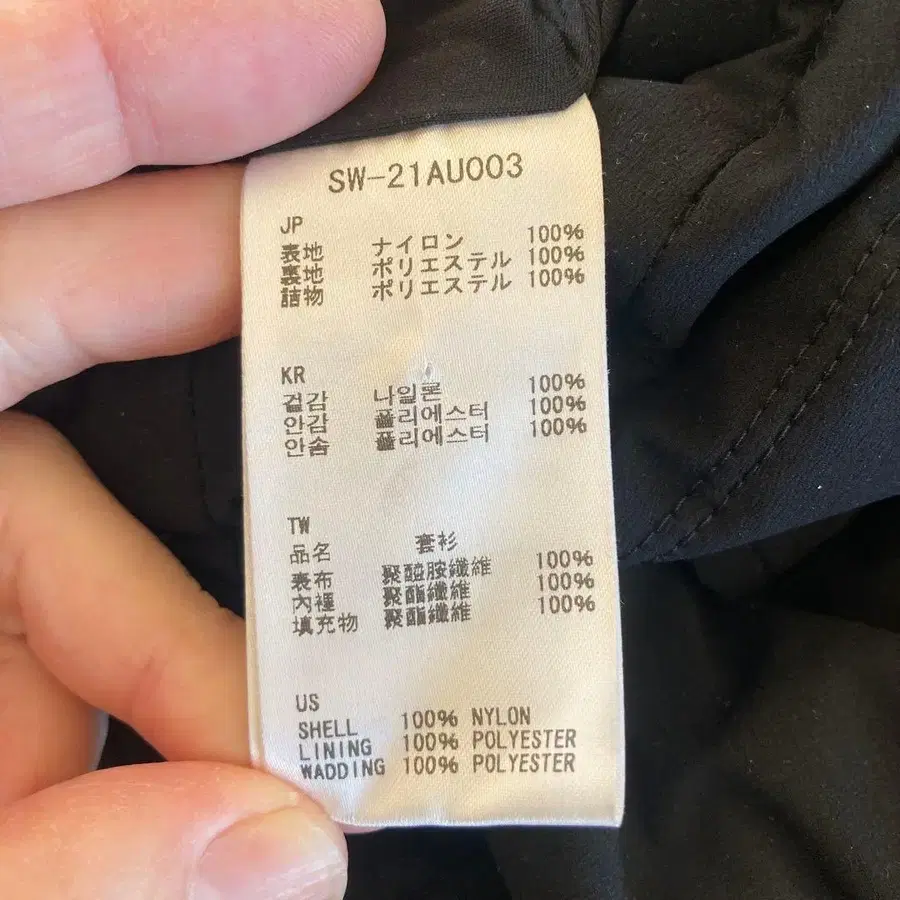 SW-21AU003
JP
表地 ナイロン 100%
裏地 ポリエステル 100%
詰物 ポリエステル 100%
KR
겉감 나일론 100%
안감 폴리에스터 100%
안솜 폴리에스터 100%
TW
品名 套衫
表布 聚醯胺纖維 100%
內裡 聚酯纖維 100%
填充物 聚酯纖維 100%
US
SHELL 100% NYLON
LINING 100% POLYESTER
WADDING 100% POLYESTER